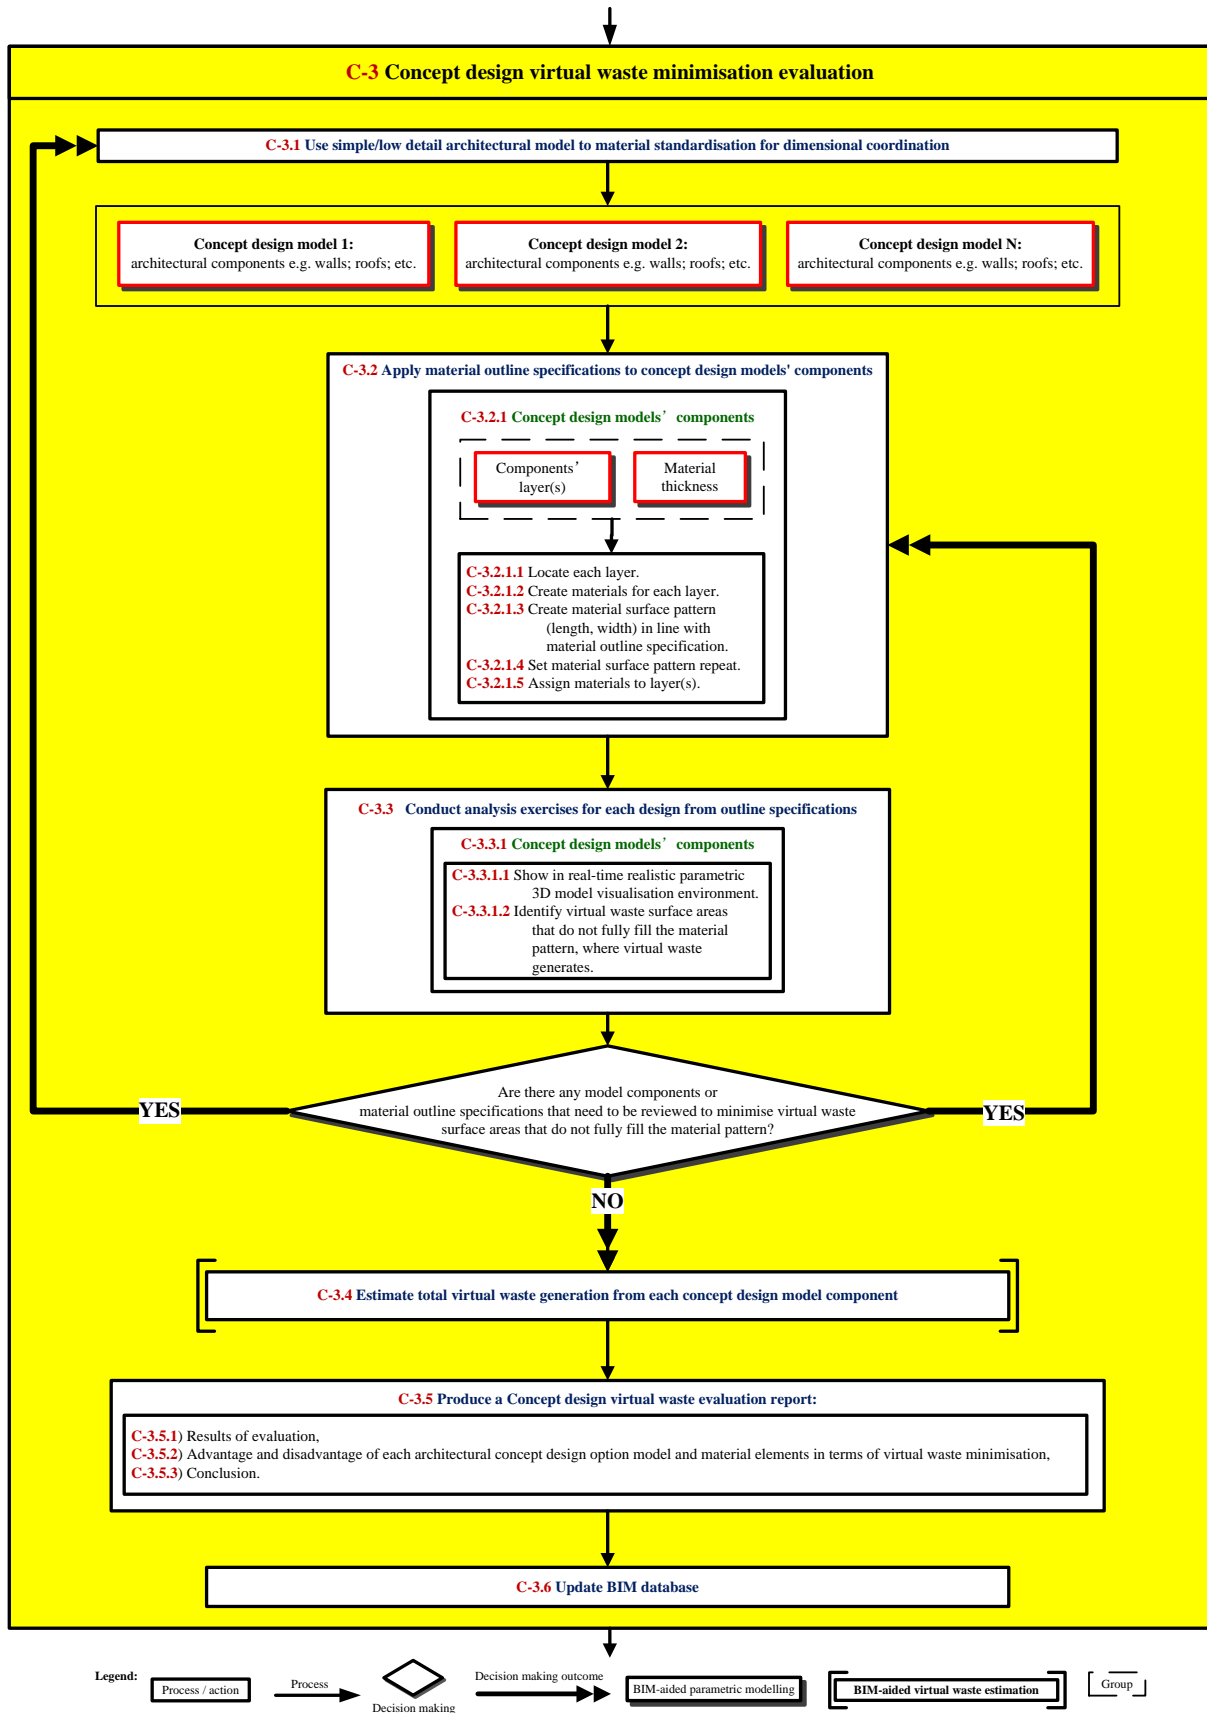 C-3 Concept design virtual waste minimisation evaluation
C-3.1 Use simple/low detail architectural model to material standardisation for dimensional coordination
Concept design model 1:
architectural components e.g. walls; roofs; etc.
Concept design model 2:
architectural components e.g. walls; roofs; etc.
Concept design model N:
architectural components e.g. walls; roofs; etc.
C-3.2 Apply material outline specifications to concept design models' components
C-3.2.1 Concept design models’ components
Components’
layer(s)
Material
thickness
C-3.2.1.1 Locate each layer.
C-3.2.1.2 Create materials for each layer.
C-3.2.1.3 Create material surface pattern
(length, width) in line with
material outline specification.
C-3.2.1.4 Set material surface pattern repeat.
C-3.2.1.5 Assign materials to layer(s).
C-3.3 Conduct analysis exercises for each design from outline specifications
C-3.3.1 Concept design models’ components
C-3.3.1.1 Show in real-time realistic parametric
3D model visualisation environment.
C-3.3.1.2 Identify virtual waste surface areas
that do not fully fill the material
pattern, where virtual waste
generates.
Are there any model components or
material outline specifications that need to be reviewed to minimise virtual waste
surface areas that do not fully fill the material pattern?
YES
YES
NO
C-3.4 Estimate total virtual waste generation from each concept design model component
C-3.5 Produce a Concept design virtual waste evaluation report:
C-3.5.1) Results of evaluation,
C-3.5.2) Advantage and disadvantage of each architectural concept design option model and material elements in terms of virtual waste minimisation,
C-3.5.3) Conclusion.
C-3.6 Update BIM database
Legend:
Process / action
Process
Decision making
Decision making outcome
BIM-aided parametric modelling
BIM-aided virtual waste estimation
Group